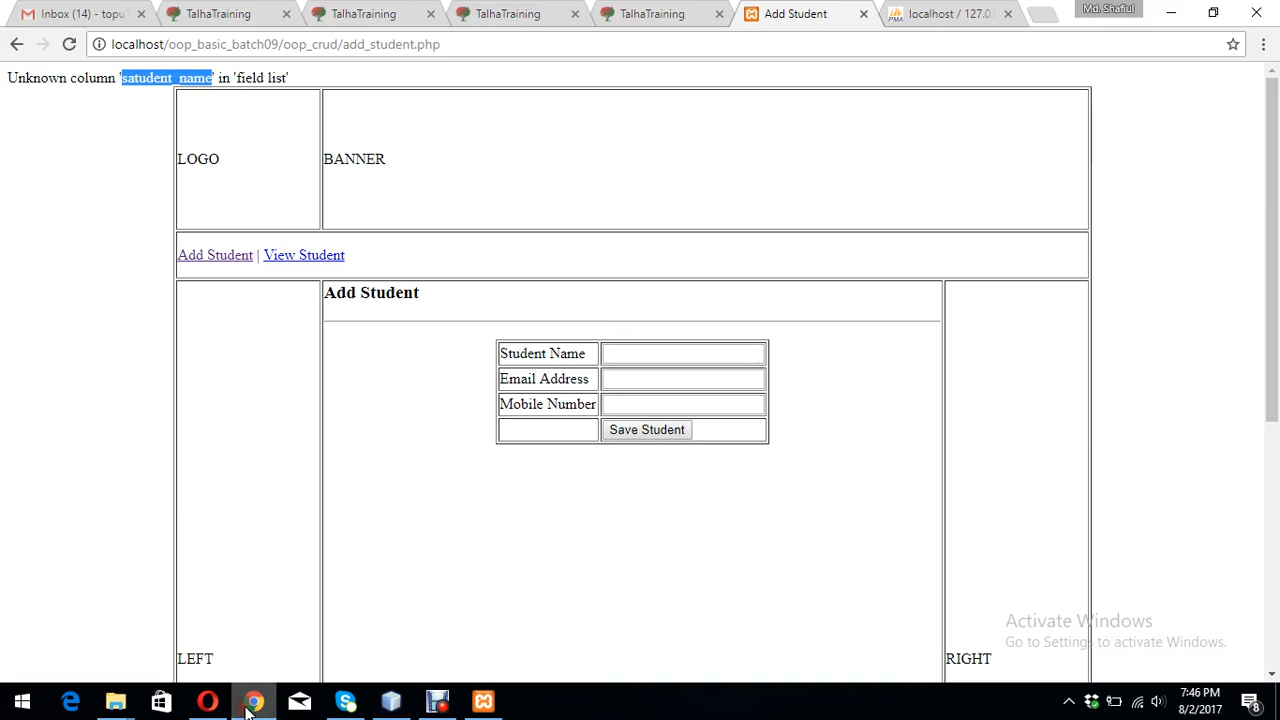 Inbox (14) - topu
TalhaTraining
TalhaTraining
TalhaTraining
TalhaTraining
Add Student
localhost / 127.0.
Md, Shafiul
localhost/oop_basic_batch09/oop_crud/add_student.php
Unknown column 'satudent_name' in 'field list'
LOGO
BANNER
Add Student | View Student
Add Student
Student Name
Email Address
Mobile Number
Save Student
LEFT
RIGHT
Activate Windows
Go to Settings to activate Windows.
7:46 PM
8/2/2017
8